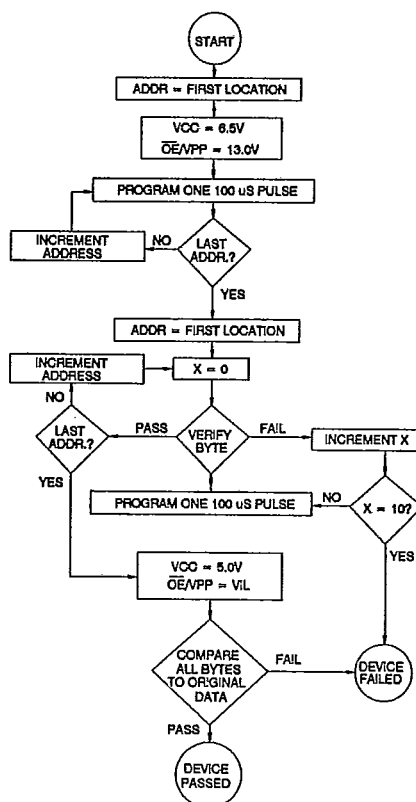 START
ADDR = FIRST LOCATION
VCC = 6.5V
OE/VPP = 13.0V
PROGRAM ONE 100 uS PULSE
INCREMENT
ADDRESS
NO
LAST
ADDR.?
YES
ADDR = FIRST LOCATION
INCREMENT
ADDRESS
X = 0
NO
LAST
ADDR.?
PASS
VERIFY
BYTE
FAIL
INCREMENT X
YES
PROGRAM ONE 100 uS PULSE
NO
X = 10?
YES
VCC = 5.0V
OE/VPP = VIL
COMPARE
ALL BYTES
TO ORIGINAL
DATA
FAIL
DEVICE
FAILED
PASS
DEVICE
PASSED